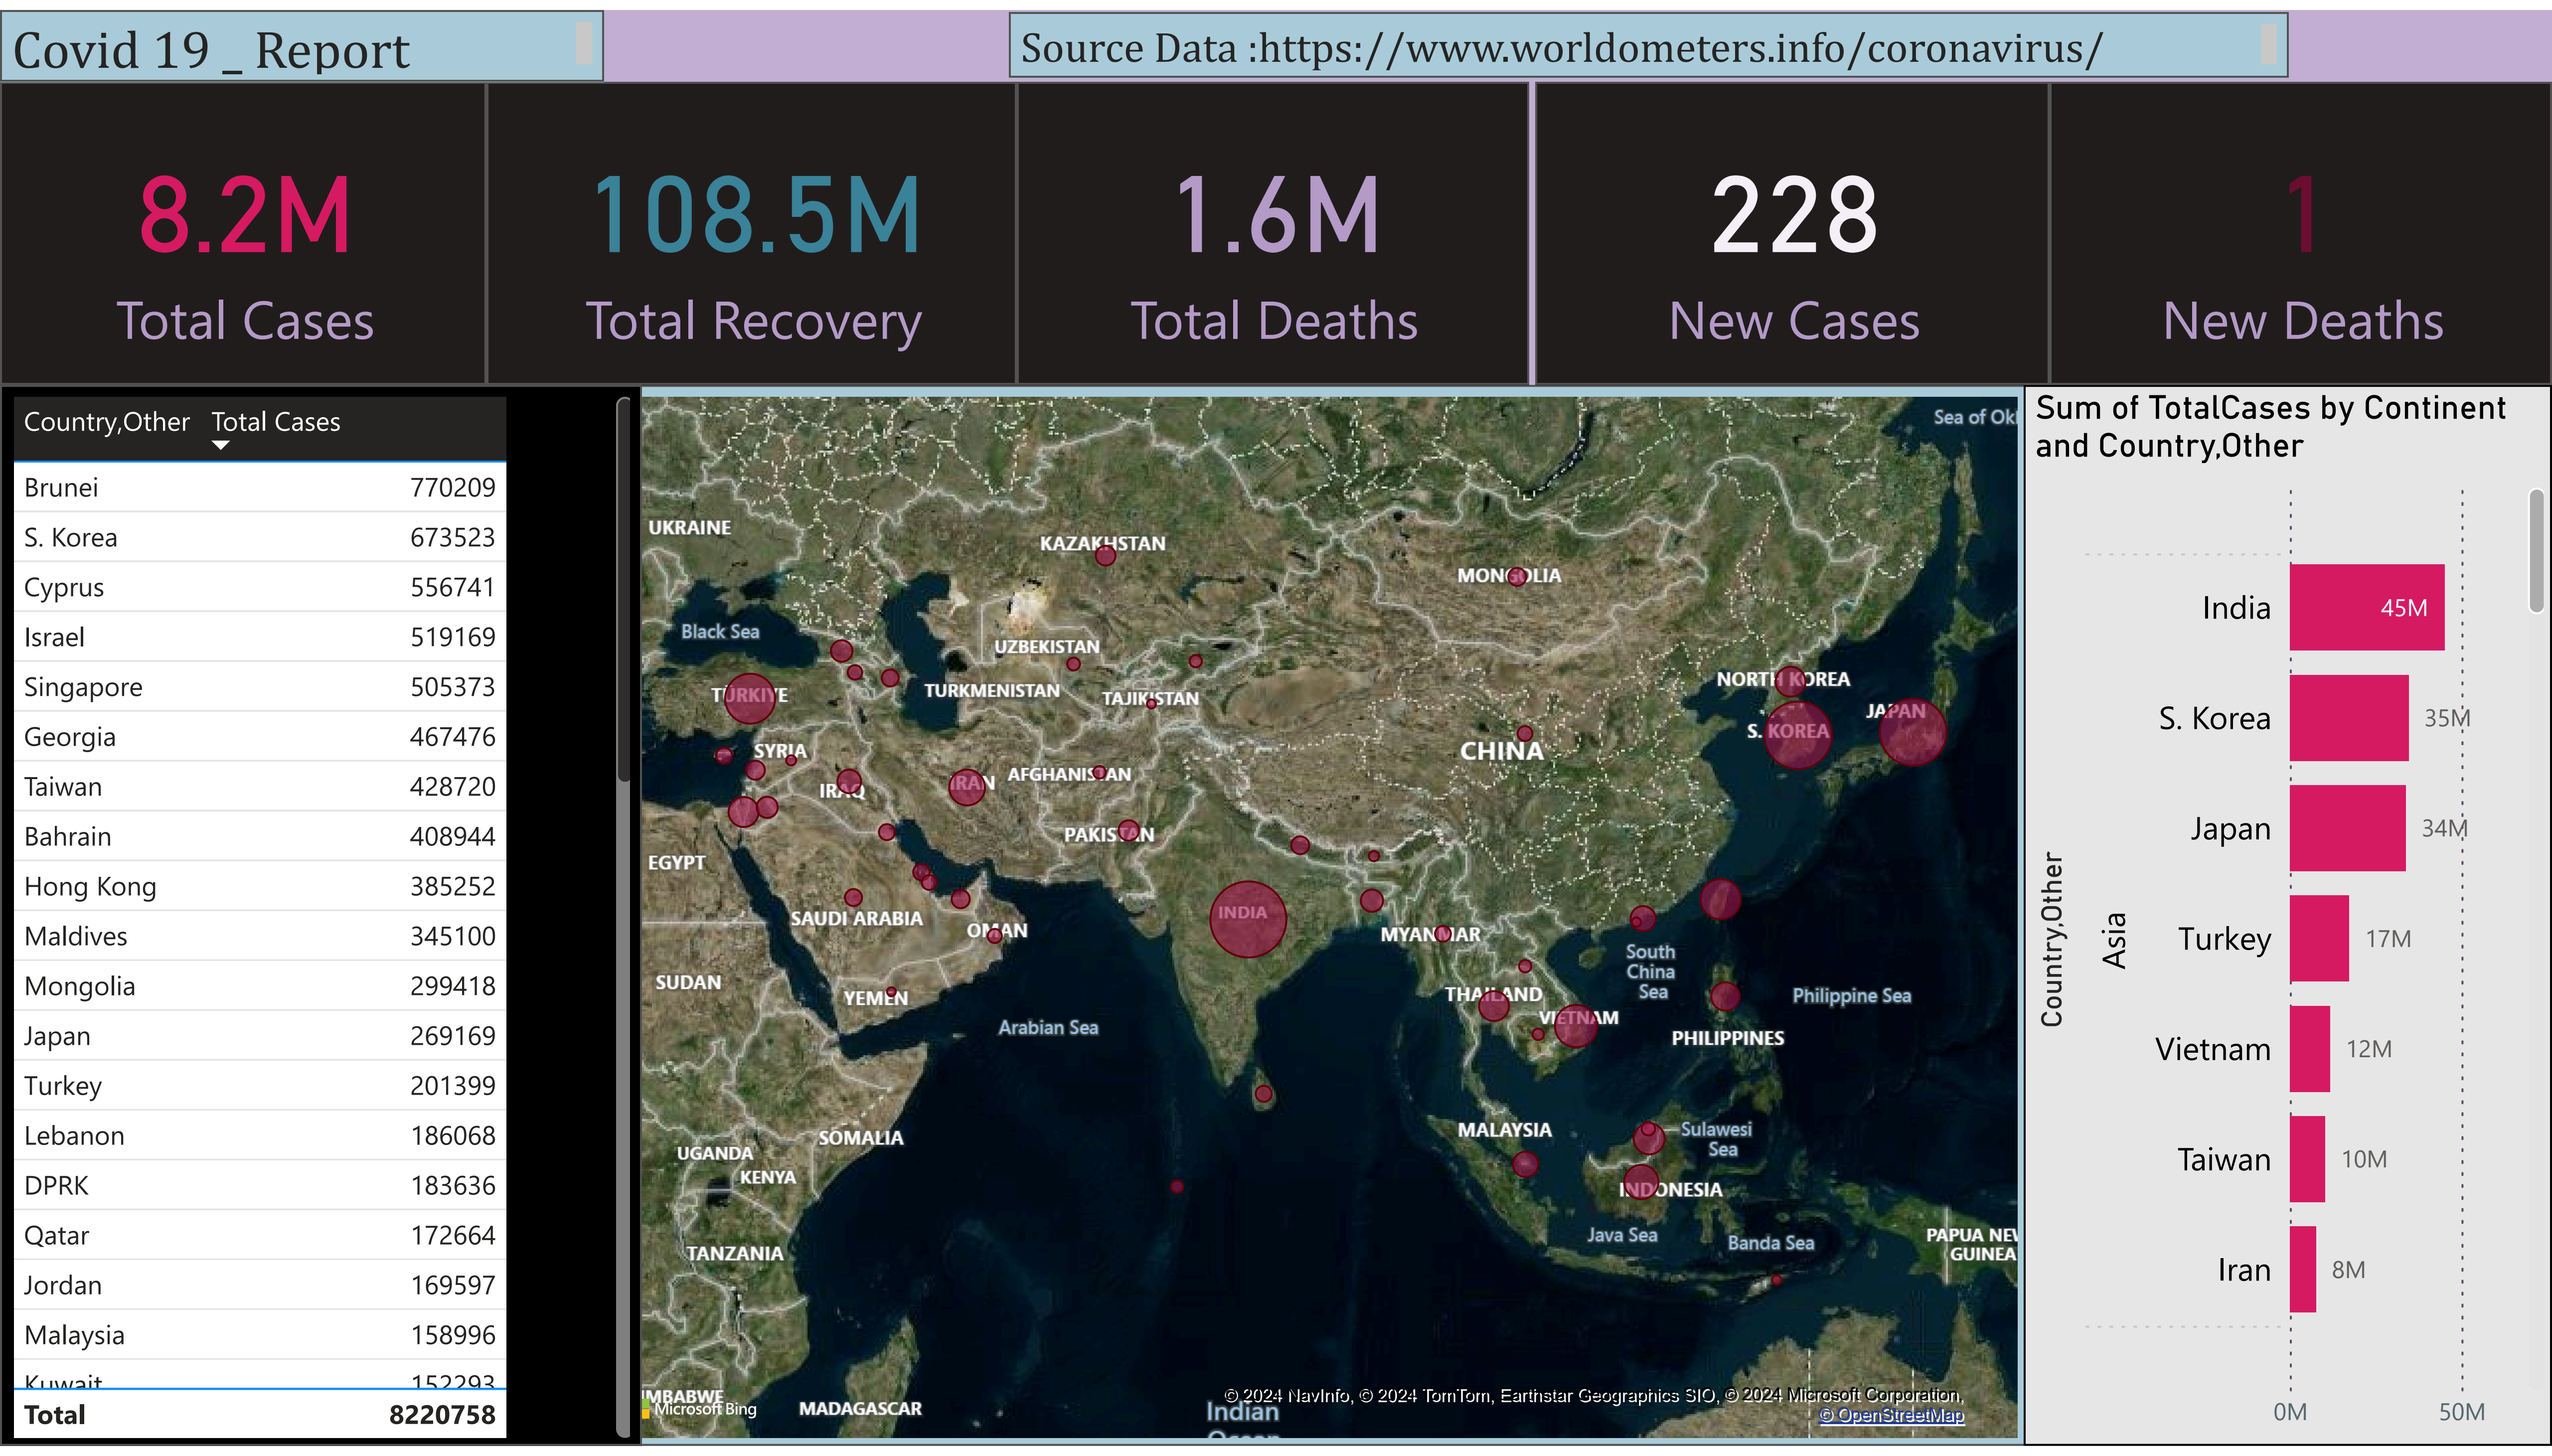 Covid 19 _ Report
Source Data :https://www.worldometers.info/coronavirus/
8.2M
Total Cases
108.5M
Total Recovery
1.6M
Total Deaths
228
New Cases
1
New Deaths
Country,Other Total Cases
Brunei 770209
S. Korea 673523
Cyprus 556741
Israel 519169
Singapore 505373
Georgia 467476
Taiwan 428720
Bahrain 408944
Hong Kong 385252
Maldives 345100
Mongolia 299418
Japan 269169
Turkey 201399
Lebanon 186068
DPRK 183636
Qatar 172664
Jordan 169597
Malaysia 158996
Kuwait 152293
Total 8220758
Sea of Ok
UKRAINE
KAZAKHSTAN
MONGOLIA
Black Sea
UZBEKISTAN
NORTH KOREA
TÜRKIYE
TURKMENISTAN
TAJIKISTAN
JAPAN
S. KOREA
SYRIA
CHINA
AFGHANISTAN
IRAN
IRAQ
PAKISTAN
EGYPT
INDIA
SAUDI ARABIA
OMAN
MYANMAR
South
China
Sea
SUDAN
YEMEN
THAILAND
Philippine Sea
Arabian Sea
VIETNAM
PHILIPPINES
MALAYSIA
Sulawesi
Sea
SOMALIA
UGANDA
KENYA
INDONESIA
Java Sea
Banda Sea
PAPUA NEW
GUINEA
TANZANIA
MBABWE
Microsoft Bing
MADAGASCAR
Indian
Ocean
© 2024 NavInfo, © 2024 TomTom, Earthstar Geographics SIO, © 2024 Microsoft Corporation,
© OpenStreetMap
Sum of TotalCases by Continent
and Country,Other
Country,Other
Asia
India 45M
S. Korea 35M
Japan 34M
Turkey 17M
Vietnam 12M
Taiwan 10M
Iran 8M
0M 50M